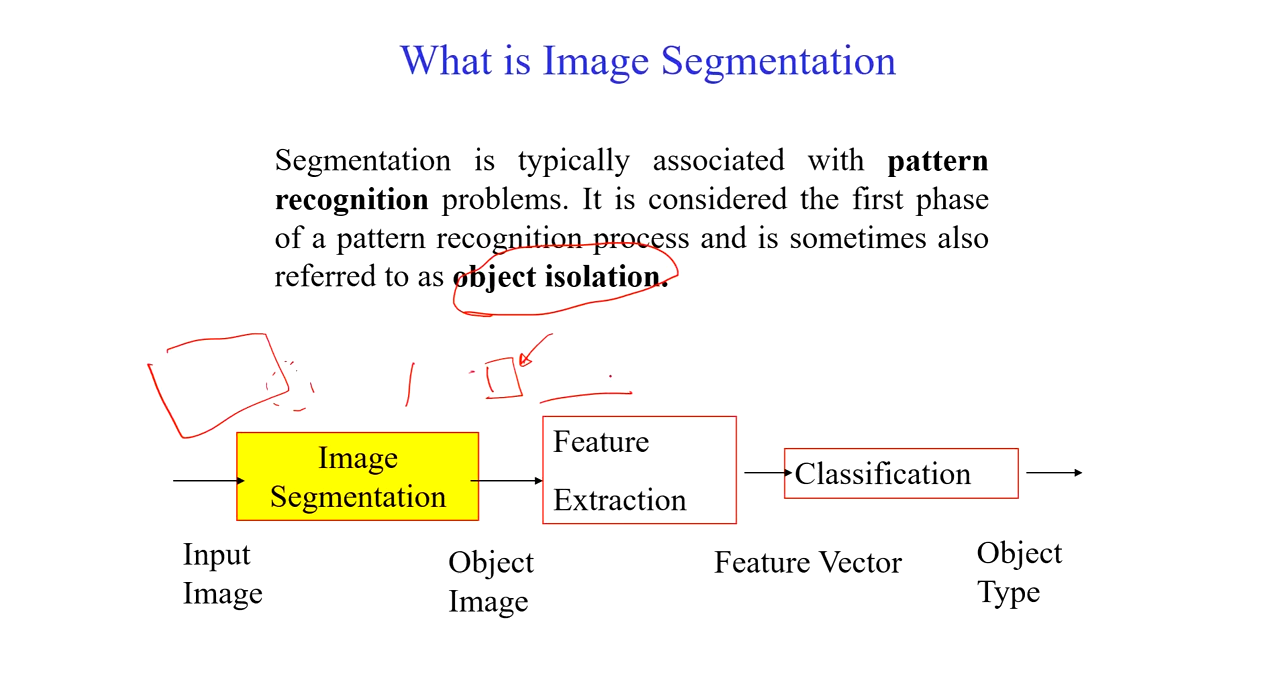 What is Image Segmentation
Segmentation is typically associated with pattern
recognition problems. It is considered the first phase
of a pattern recognition process and is sometimes also
referred to as object isolation.
Image
Segmentation
Feature
Extraction
Classification
Input
Image
Object
Image
Feature Vector
Object
Type